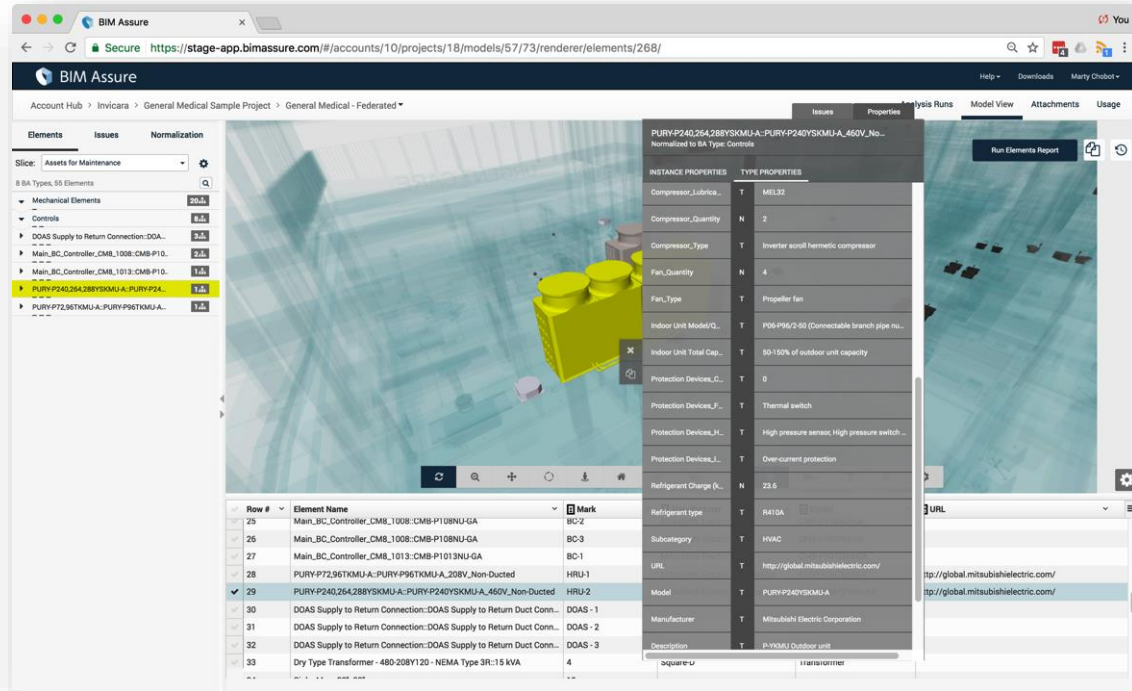 BIM Assure
You
Secure https://stage-app.bimassure.com/#/accounts/10/projects/18/models/57/73/renderer/elements/268/
BIM Assure
Help
Downloads
Marty Chobot
Account Hub > Invicara > General Medical Sample Project > General Medical - Federated
Analysis Runs
Model View
Attachments
Usage
Elements
Issues
Normalization
Slice:
Assets for Maintenance
8 BA Types, 55 Elements
Mechanical Elements
20
Controls
8
DOAS Supply to Return Connection::DOA...
3
Main_BC_Controller_CM8_1008::CMB-P10...
2
Main_BC_Controller_CM8_1013::CMB-P10...
1
PURY-P240,264,288YSKMU-A::PURY-P24...
1
PURY-P72,96TKMU-A::PURY-P96TKMU-A...
1
Run Elements Report
Issues
Properties
PURY-P240,264,288YSKMU-A::PURY-P240YSKMU-A_460V_No...
Normalized to BA Type: Controls
INSTANCE PROPERTIES
TYPE PROPERTIES
Compressor_Lubrica... T MEL32
Compressor_Quantity N 2
Compressor_Type T Inverter scroll hermetic compressor
Fan_Quantity N 4
Fan_Type T Propeller fan
Indoor Unit Model/Q... T P06-P96/2-50 (Connectable branch pipe nu...
Indoor Unit Total Cap... T 50-150% of outdoor unit capacity
Protection Devices_C... T 0
Protection Devices_F... T Thermal switch
Protection Devices_H... T High pressure sensor, High pressure switch ...
Protection Devices_I... T Over-current protection
Refrigerant Charge (k... N 23.6
Refrigerant type T R410A
Subcategory T HVAC
URL T http://global.mitsubishielectric.com/
Model T PURY-P240YSKMU-A
Manufacturer T Mitsubishi Electric Corporation
Description T P-YKMU Outdoor unit
Row # Element Name Mark URL
25 Main_BC_Controller_CM8_1008::CMB-P108NU-GA BC-2
26 Main_BC_Controller_CM8_1008::CMB-P108NU-GA BC-3
27 Main_BC_Controller_CM8_1013::CMB-P1013NU-GA BC-1
28 PURY-P72,96TKMU-A::PURY-P96TKMU-A_208V_Non-Ducted HRU-1 ttp://global.mitsubishielectric.com/
29 PURY-P240,264,288YSKMU-A::PURY-P240YSKMU-A_460V_Non-Ducted HRU-2 ttp://global.mitsubishielectric.com/
30 DOAS Supply to Return Connection::DOAS Supply to Return Duct Conn... DOAS - 1
31 DOAS Supply to Return Connection::DOAS Supply to Return Duct Conn... DOAS - 2
32 DOAS Supply to Return Connection::DOAS Supply to Return Duct Conn... DOAS - 3
33 Dry Type Transformer - 480-208Y120 - NEMA Type 3R::15 kVA 4 Square-D Transformer